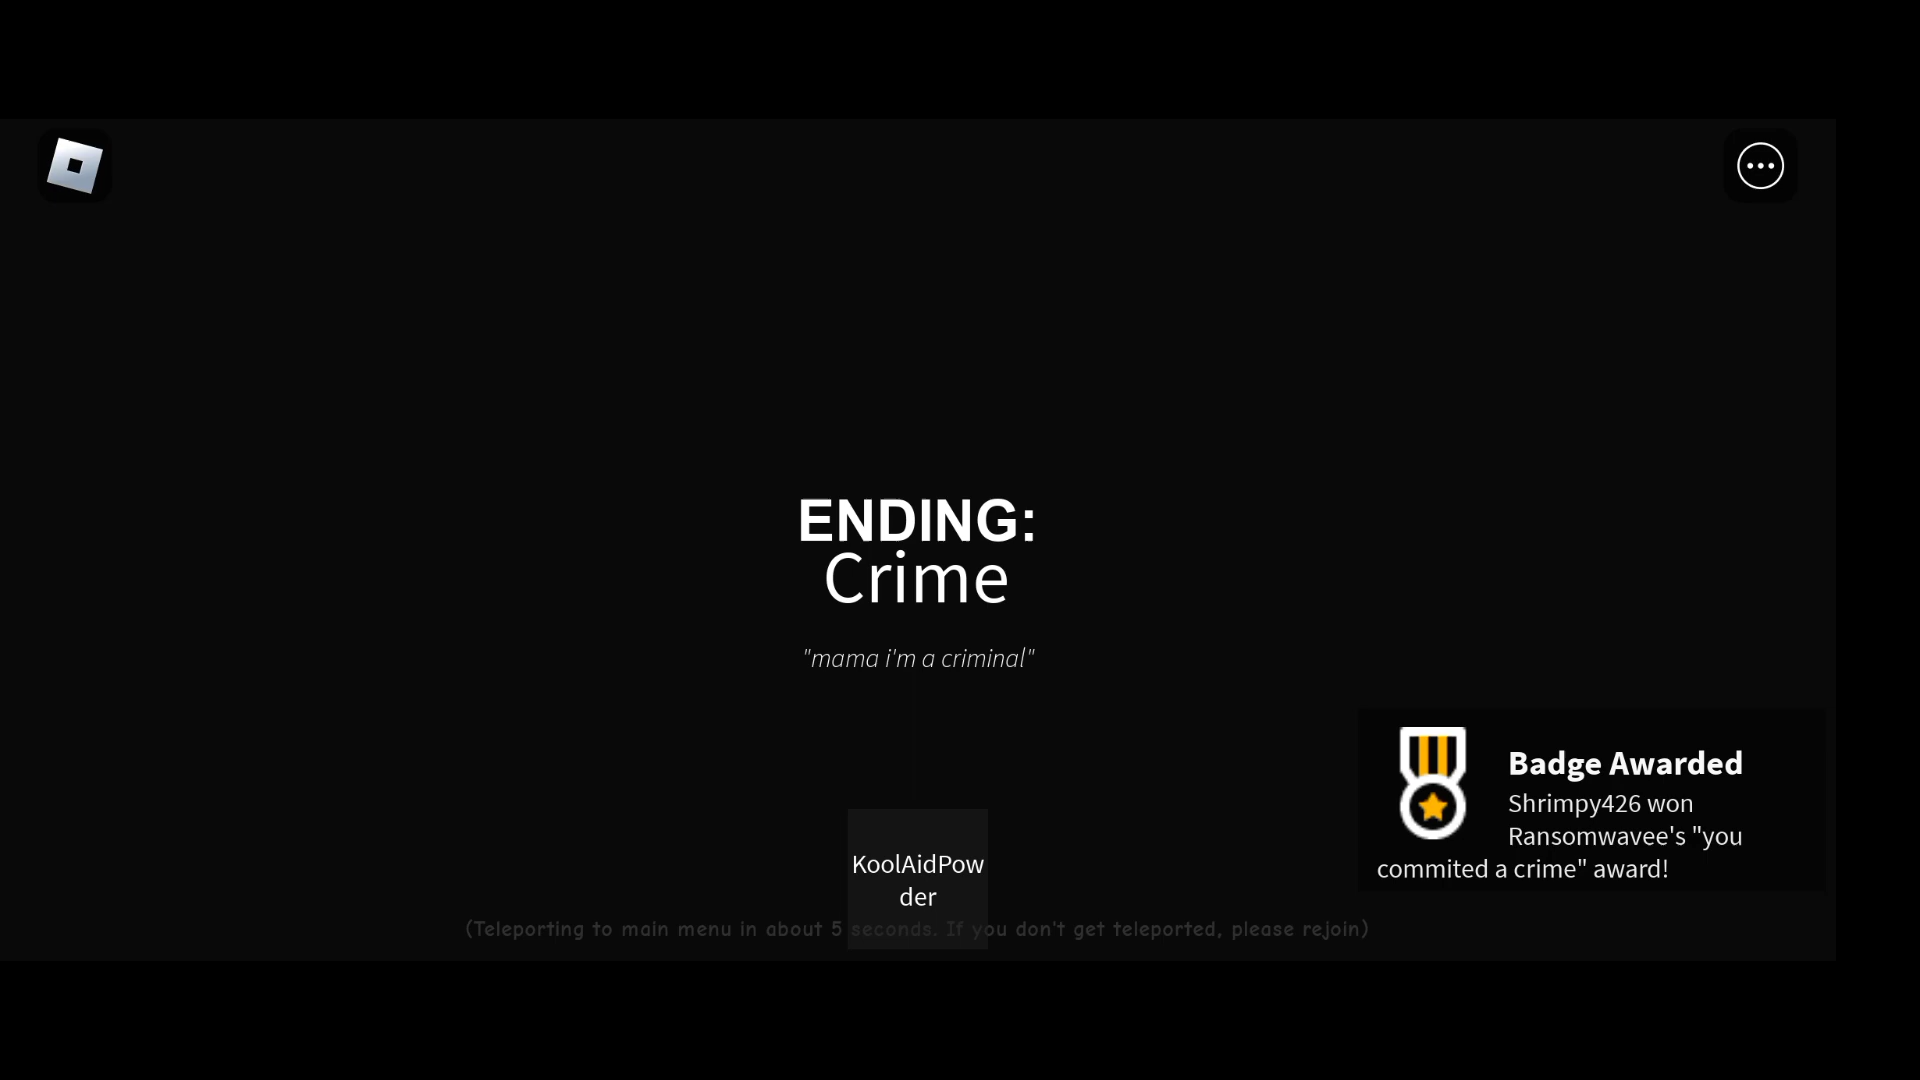 ENDING:
Crime
"mama i'm a criminal"
Badge Awarded
Shrimpy426 won
Ransomwavee's "you
commited a crime" award!
KoolAidPow
der
(Teleporting to main menu in about 5 seconds. If you don't get teleported, please rejoin)